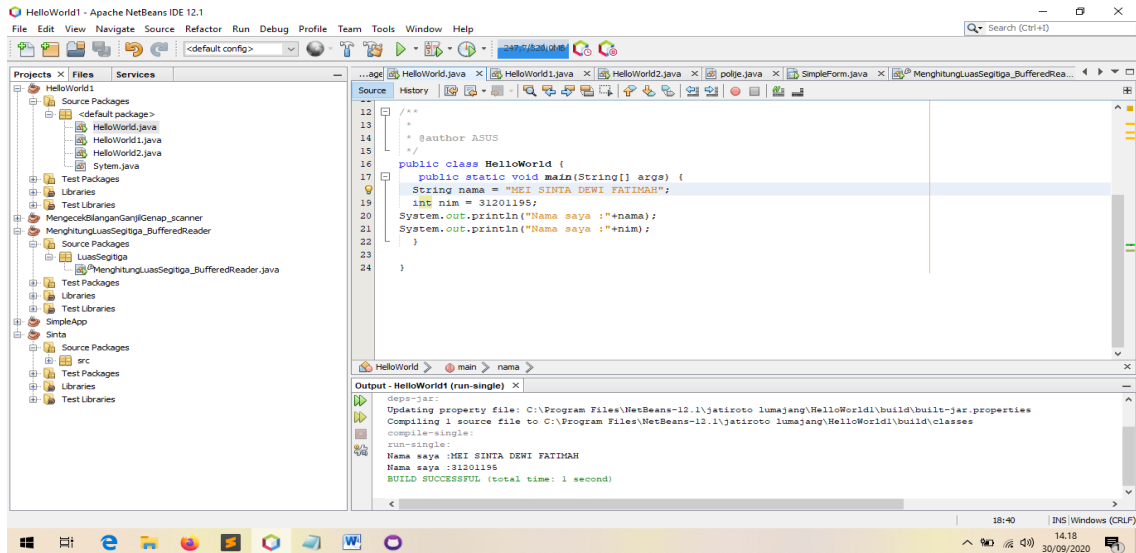 HelloWorld1 - Apache NetBeans IDE 12.1
File Edit View Navigate Source Refactor Run Debug Profile Team Tools Window Help
Search (Ctrl+I)
<default config>
Projects Files Services
HelloWorld1
Source Packages
<default package>
HelloWorld.java
HelloWorld1.java
HelloWorld2.java
Sytem.java
Test Packages
Libraries
Test Libraries
MengecekBilanganGanjilGenap_scanner
MenghitungLuasSegitiga_BufferedReader
Source Packages
LuasSegitiga
MenghitungLuasSegitiga_BufferedReader.java
Test Packages
Libraries
Test Libraries
SimpleApp
Sinta
Source Packages
src
Test Packages
Libraries
Test Libraries
...age HelloWorld.java HelloWorld1.java HelloWorld2.java polije.java SimpleForm.java MenghitungLuasSegitiga_BufferedRea...
Source History
12 /**
13 *
14 * @author ASUS
15 */
16 public class HelloWorld {
17 public static void main(String[] args) {
String nama = "MEI SINTA DEWI FATIMAH";
19 int nim = 31201195;
20 System.out.println("Nama saya :"+nama);
21 System.out.println("Nama saya :"+nim);
22 }
23
24 }
HelloWorld main nama
Output - HelloWorld1 (run-single)
deps-jar:
Updating property file: C:\Program Files\NetBeans-12.1\jatiroto lumajang\HelloWorld1\build\built-jar.properties
Compiling 1 source file to C:\Program Files\NetBeans-12.1\jatiroto lumajang\HelloWorld1\build\classes
compile-single:
run-single:
Nama saya :MEI SINTA DEWI FATIMAH
Nama saya :31201195
BUILD SUCCESSFUL (total time: 1 second)
18:40 INS Windows (CRLF)
14.18
30/09/2020